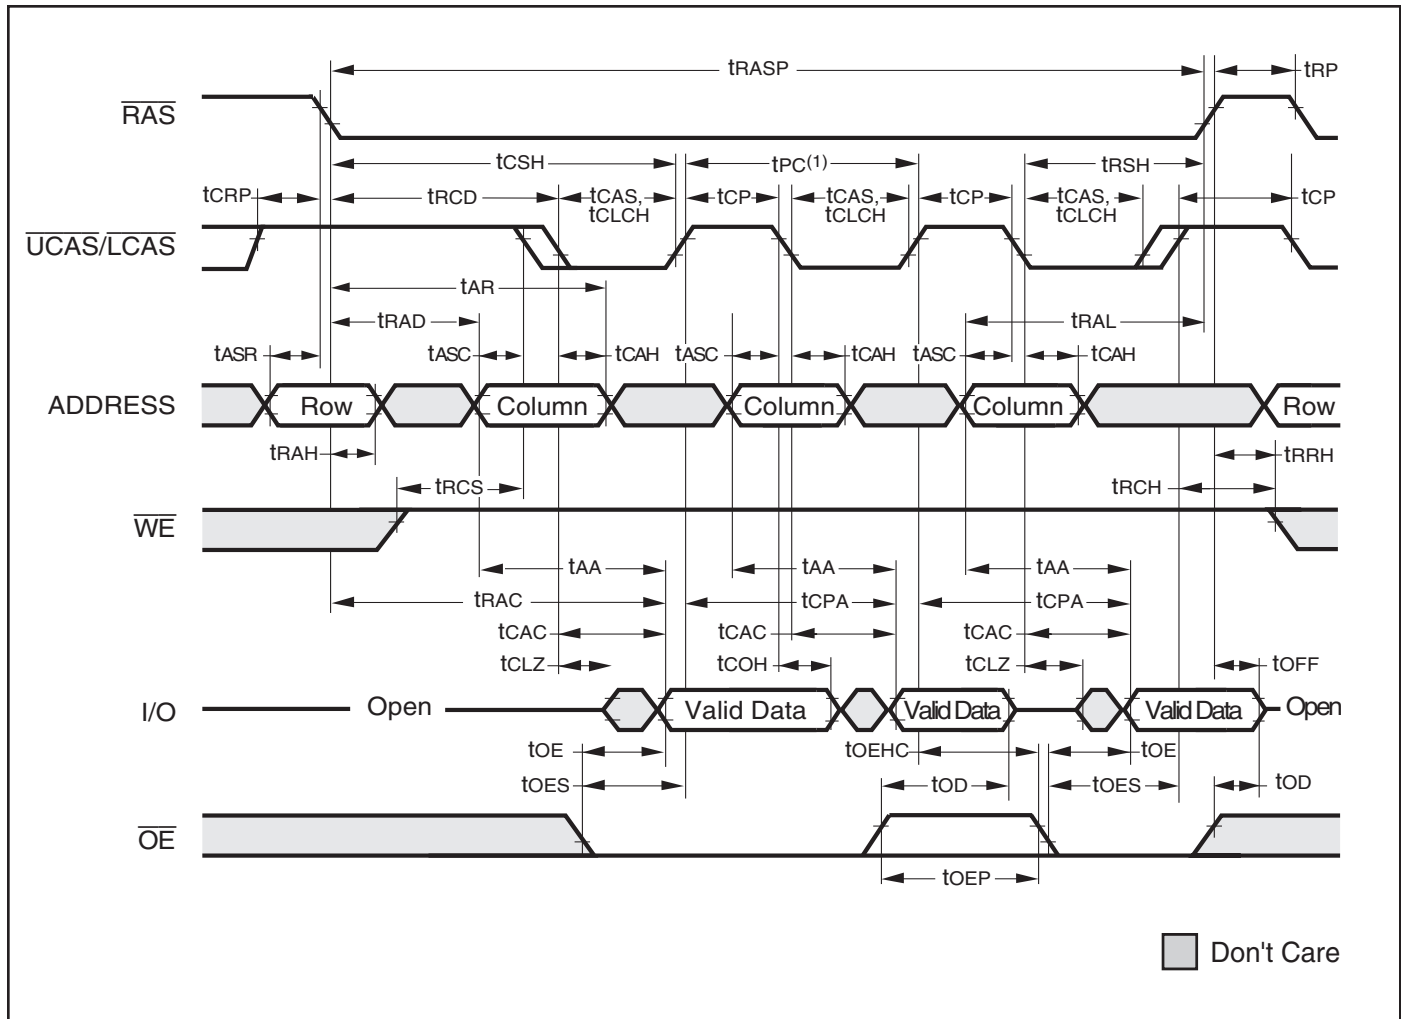 tRASP
tRP
RAS
tCSH
tPC(1)
tRSH
tCRP
tRCD
tCAS,
tCLCH
tCP
tCAS,
tCLCH
tCP
tCAS,
tCLCH
tCP
UCAS/LCAS
tAR
tRAD
tRAL
tASR
tASC
tCAH
tASC
tCAH
tASC
tCAH
ADDRESS
Row
Column
Column
Column
Row
tRAH
tRRH
tRCS
tRCH
WE
tAA
tAA
tAA
tRAC
tCPA
tCPA
tCAC
tCAC
tCAC
tCLZ
tCOH
tCLZ
tOFF
I/O
Open
Valid Data
Valid Data
Valid Data
Open
tOE
tOEHC
tOE
tOES
tOD
tOES
tOD
OE
tOEP
Don't Care